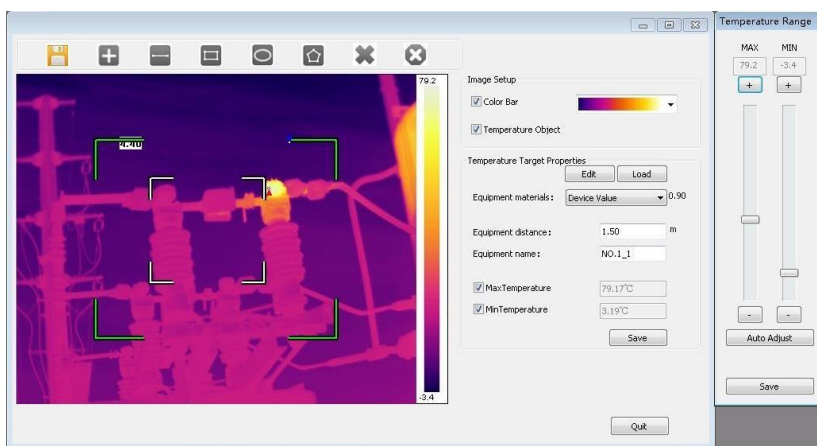 Temperature Range
MAX MIN
79.2 -3.4
+ +
- -
Auto Adjust
Save
79.2
4.40
-3.4
Image Setup
Color Bar
Temperature Object
Temperature Target Properties
Edit Load
Equipment materials: Device Value 0.90
Equipment distance: 1.50 m
Equipment name: NO.1_1
MaxTemperature 79.17℃
MinTemperature 3.19℃
Save
Quit